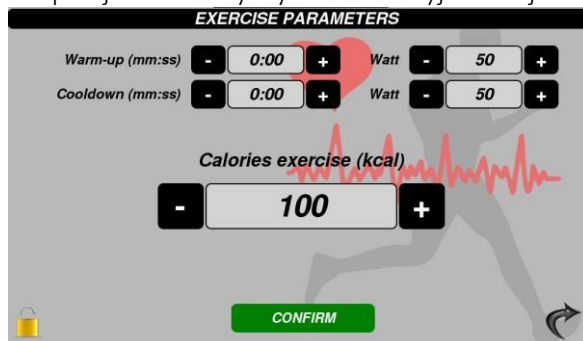 EXERCISE PARAMETERS
Warm-up (mm:ss) - 0:00 + Watt - 50 +
Cooldown (mm:ss) - 0:00 + Watt - 50 +
Calories exercise (kcal)
- 100 +
CONFIRM